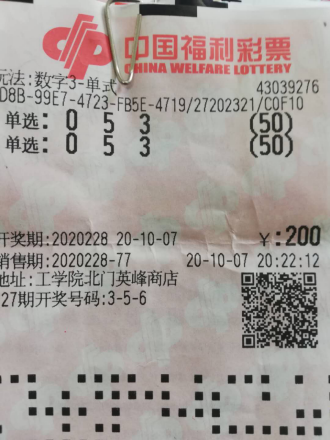 中国福利彩票
CHINA WELFARE LOTTERY
玩法:数字3-单式 43039276
D8B-99E7-4723-FB5E-4719/27202321/C0F10
单选: 0 5 3 (50)
单选: 0 5 3 (50)
开奖期:2020228 20-10-07 ¥:200
销售期:2020228-77 20-10-07 20:22:12
地址:工学院北门英峰商店
27期开奖号码:3-5-6